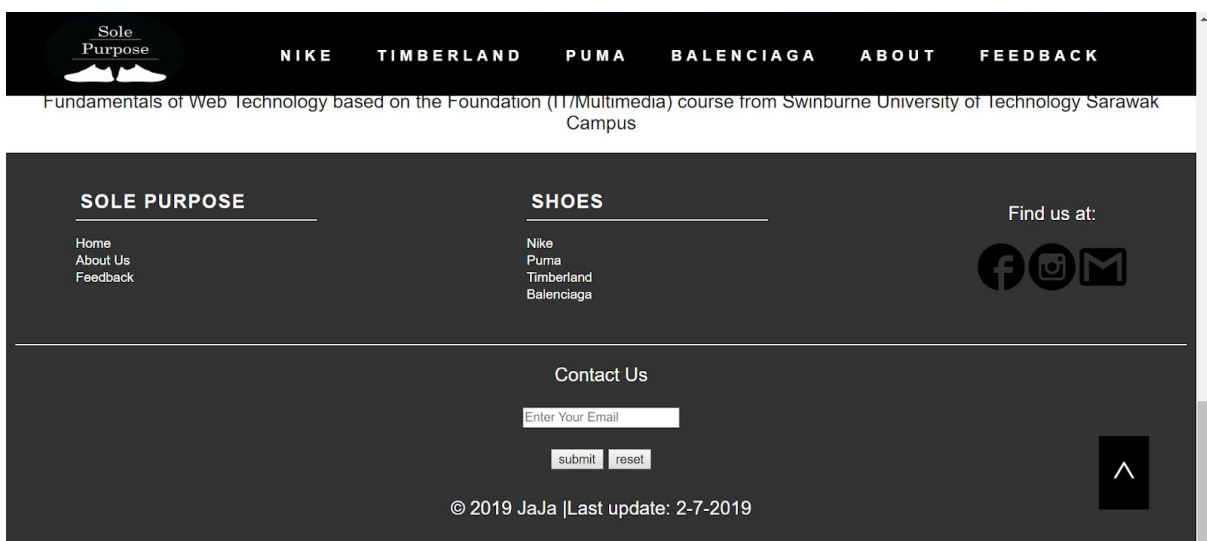 Sole
Purpose
NIKE TIMBERLAND PUMA BALENCIAGA ABOUT FEEDBACK
Fundamentals of Web Technology based on the Foundation (IT/Multimedia) course from Swinburne University of Technology Sarawak
Campus
SOLE PURPOSE
Home
About Us
Feedback
SHOES
Nike
Puma
Timberland
Balenciaga
Find us at:
Contact Us
Enter Your Email
submit reset
© 2019 JaJa |Last update: 2-7-2019